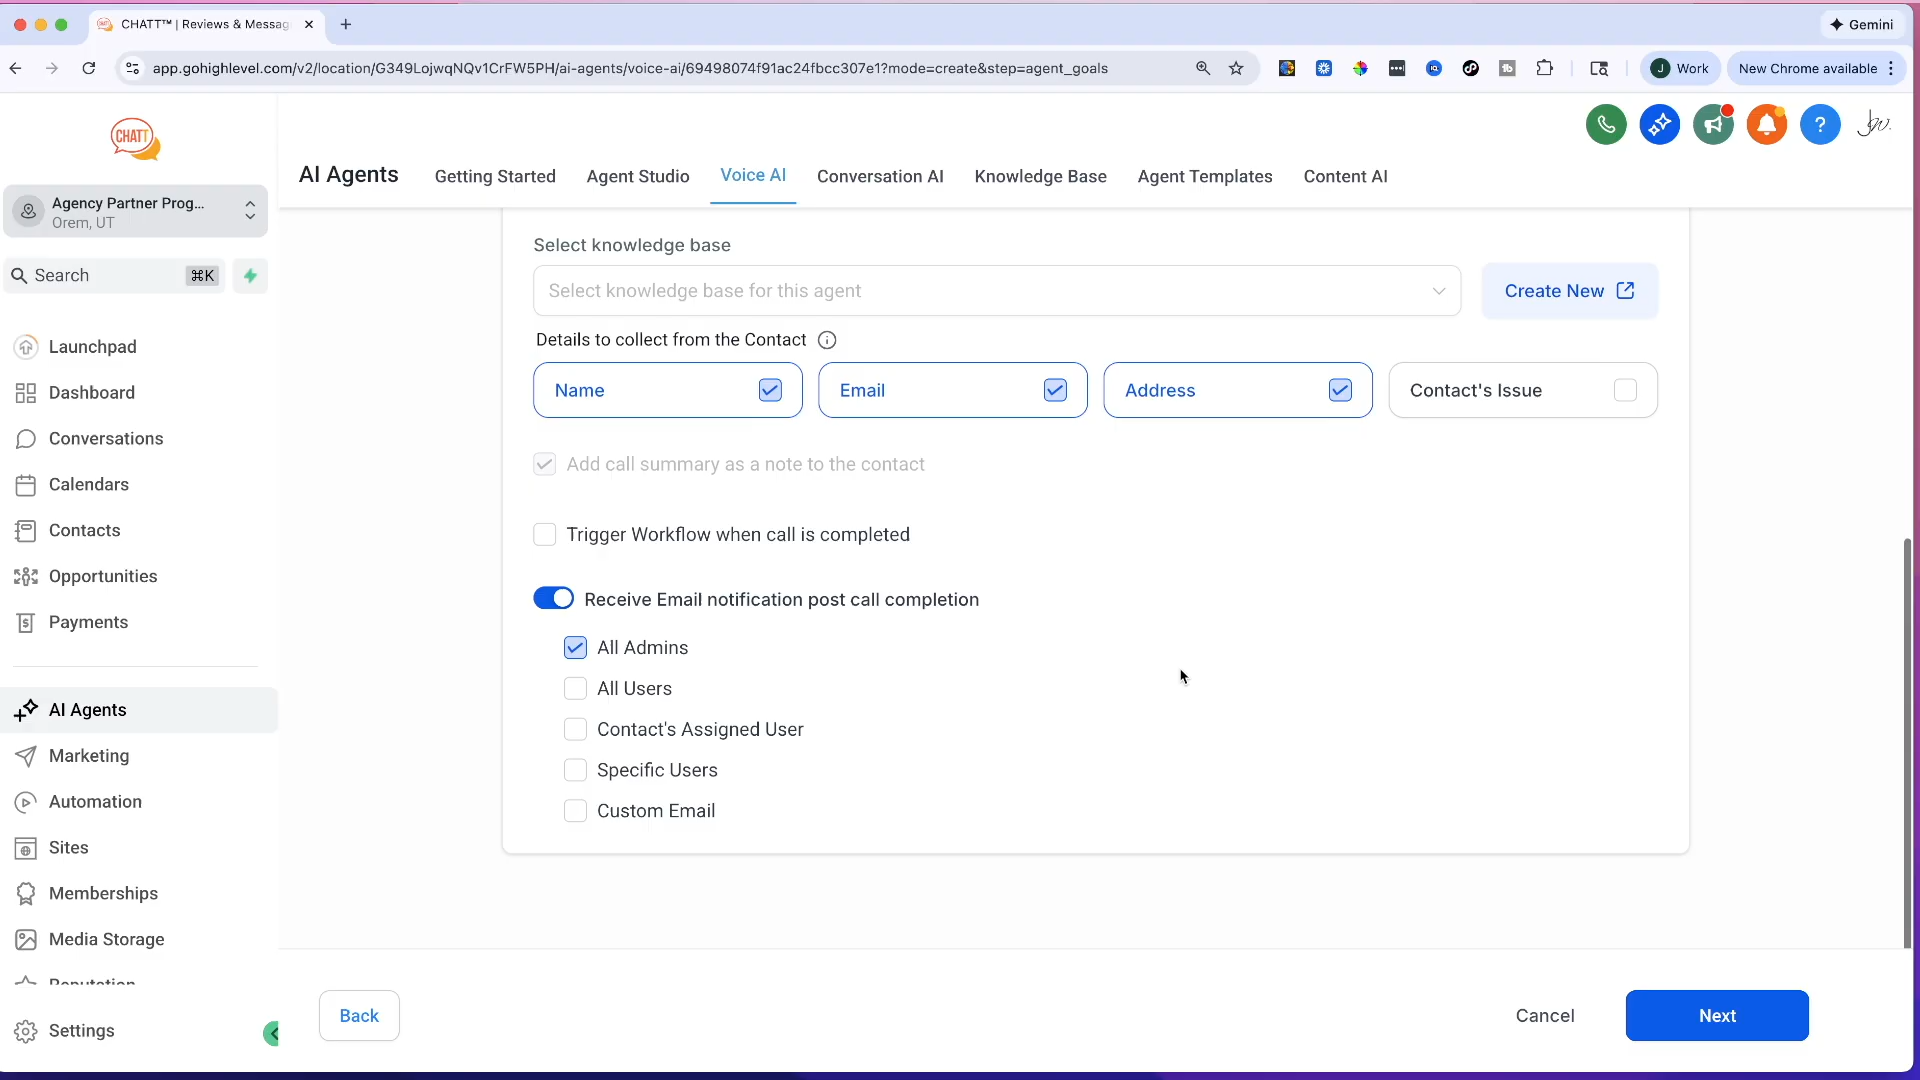 CHATT™ | Reviews & Messag
Gemini
app.gohighlevel.com/v2/location/G349LojwqNQv1CrFW5PH/ai-agents/voice-ai/69498074f91ac24fbcc307e1?mode=create&step=agent_goals
J Work
New Chrome available
CHATT
AI Agents
Getting Started
Agent Studio
Voice AI
Conversation AI
Knowledge Base
Agent Templates
Content AI
Agency Partner Prog...
Orem, UT
Search ⌘K
Launchpad
Dashboard
Conversations
Calendars
Contacts
Opportunities
Payments
AI Agents
Marketing
Automation
Sites
Memberships
Media Storage
Reputation
Settings
Select knowledge base
Select knowledge base for this agent
Create New
Details to collect from the Contact
Name
Email
Address
Contact's Issue
Add call summary as a note to the contact
Trigger Workflow when call is completed
Receive Email notification post call completion
All Admins
All Users
Contact's Assigned User
Specific Users
Custom Email
Back
Cancel
Next